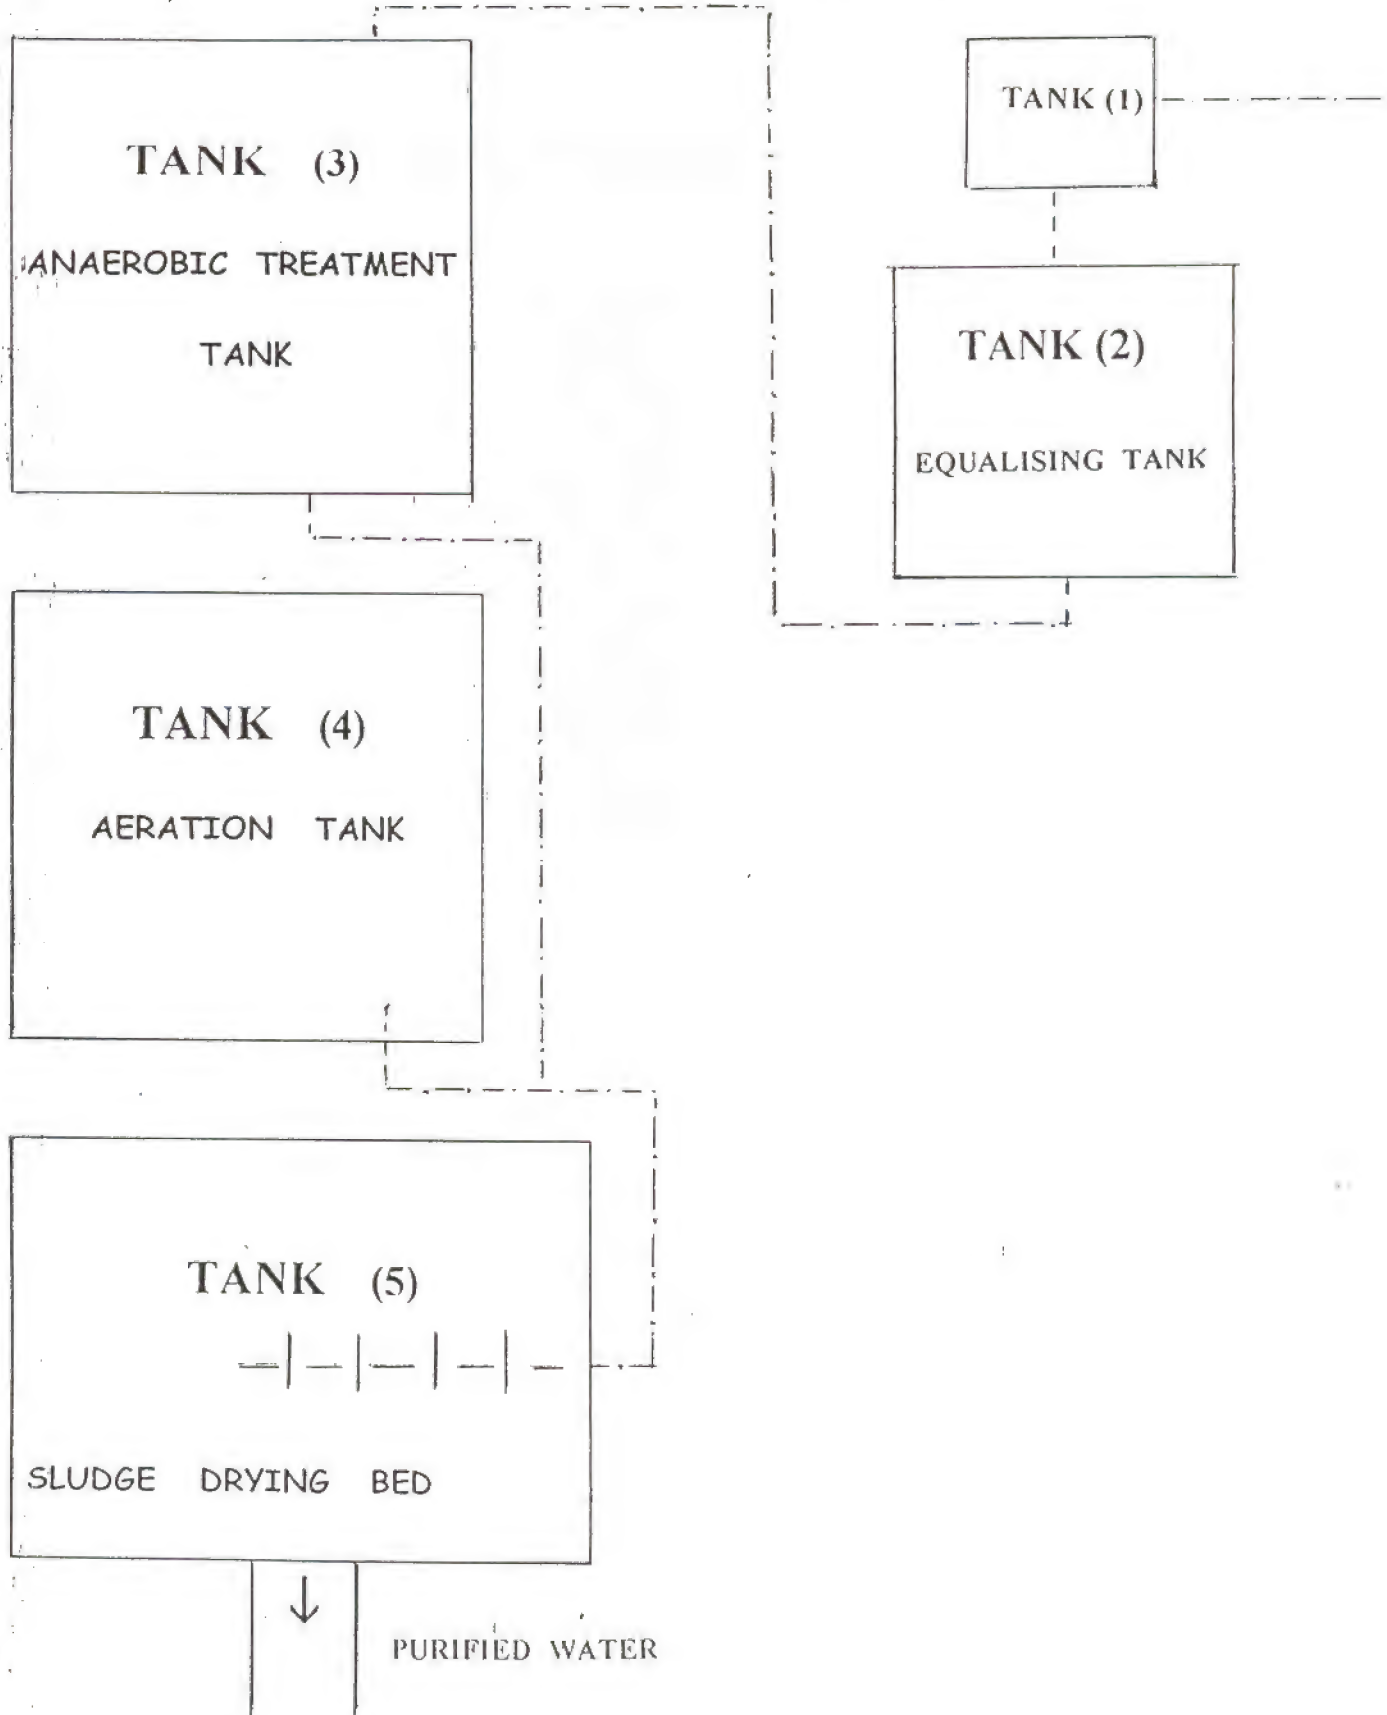 TANK (1)
TANK (2)
EQUALISING TANK
TANK (3)
ANAEROBIC TREATMENT
TANK
TANK (4)
AERATION TANK
TANK (5)
SLUDGE DRYING BED
PURIFIED WATER